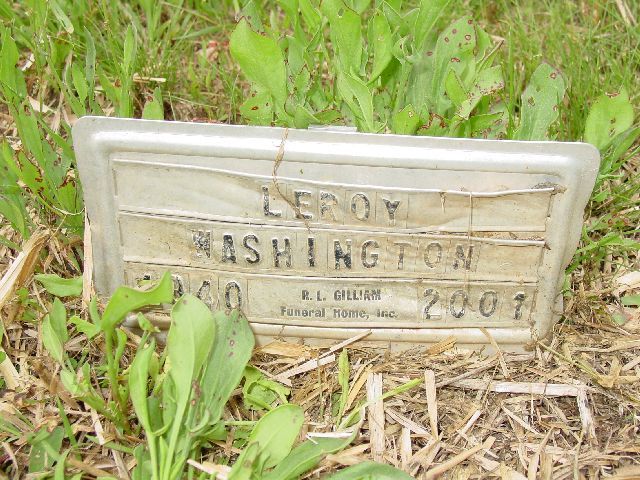 LEROY
WASHINGTON
1940 R. L. GILLIAM 2001
Funeral Home, Inc.